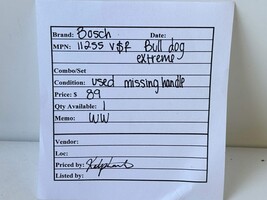 Brand: Bosch Date:
MPN: 11255 V$R Bull dog
extreme
Combo/Set
Condition: used missing handle
Price: $ 89
Qty Available: 1
Memo: WW
Vendor:
Loc:
Priced by:
Listed by: